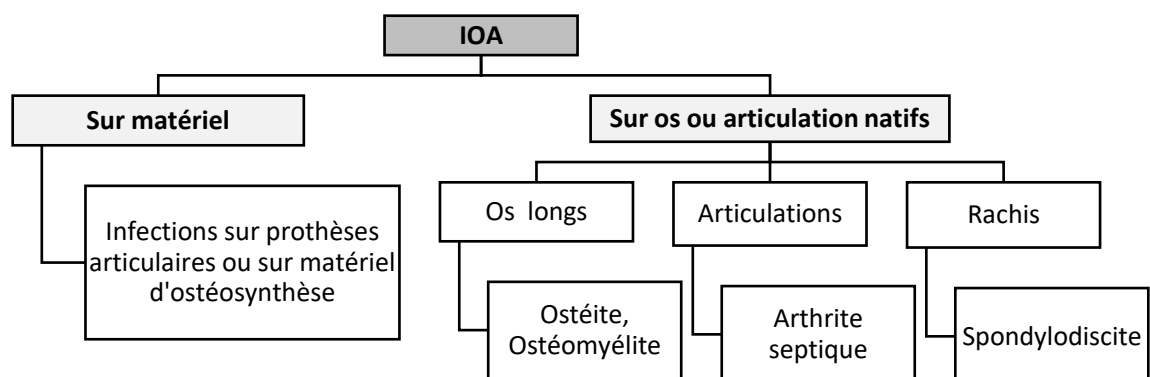 IOA
Sur matériel
Sur os ou articulation natifs
Infections sur prothèses
articulaires ou sur matériel
d'ostéosynthèse
Os longs
Articulations
Rachis
Ostéite,
Ostéomyélite
Arthrite
septique
Spondylodiscite